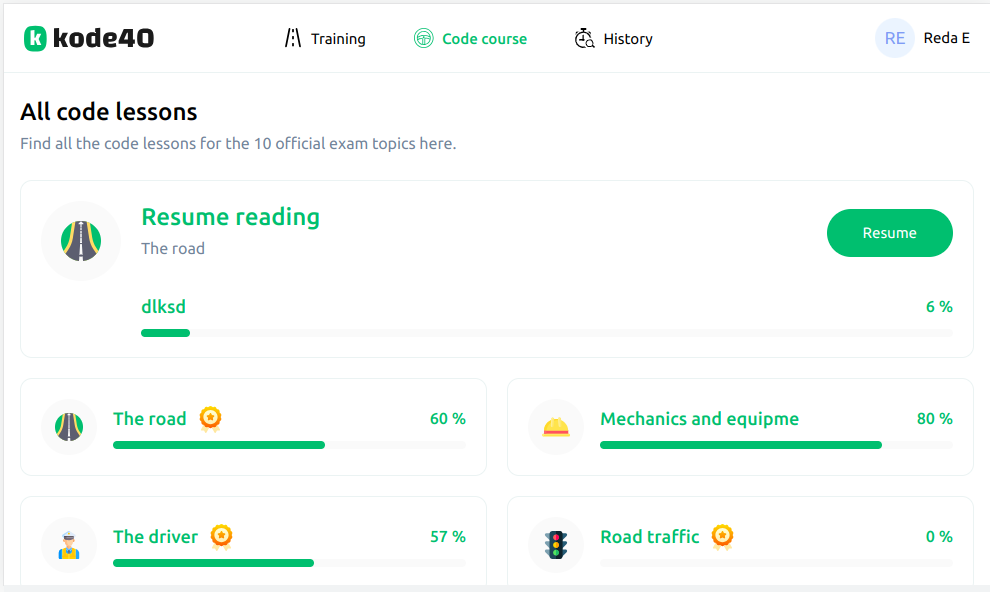 k kode40
Training
Code course
History
RE
Reda E
All code lessons
Find all the code lessons for the 10 official exam topics here.
Resume reading
The road
Resume
dlksd
6 %
The road
60 %
Mechanics and equipme
80 %
The driver
57 %
Road traffic
0 %